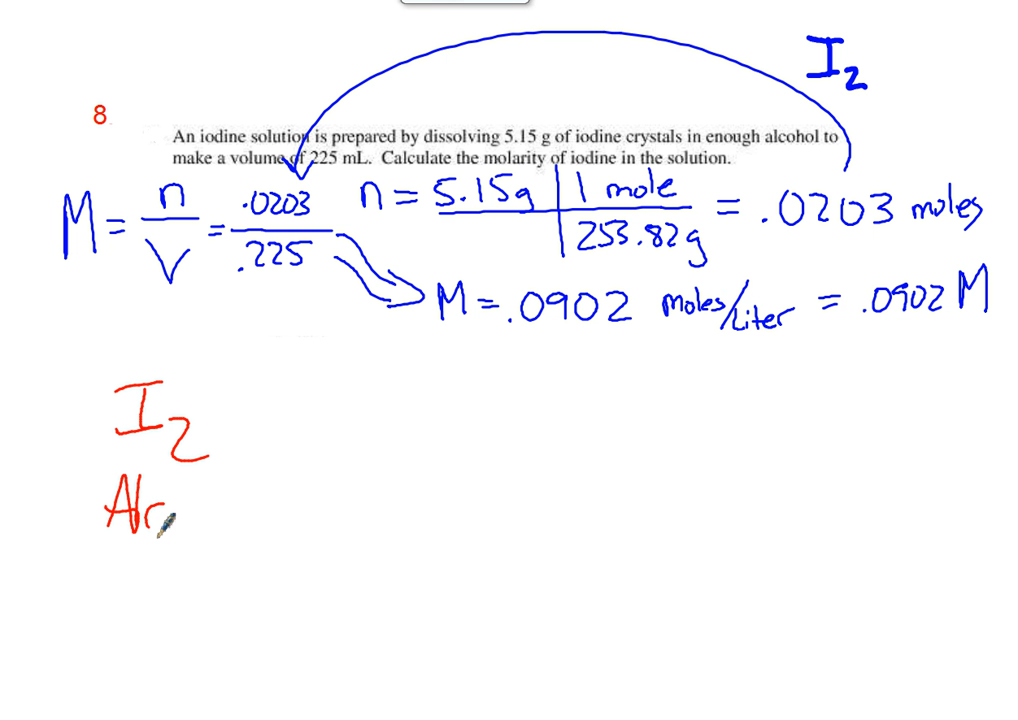 I2
8
An iodine solution is prepared by dissolving 5.15 g of iodine crystals in enough alcohol to
make a volume of 225 mL. Calculate the molarity of iodine in the solution.
M = n/V = .0203/.225 n = 5.15g | 1 mole / 253.82g = .0203 moles
M = .0902 moles/Liter = .0902 M
I2
Alc